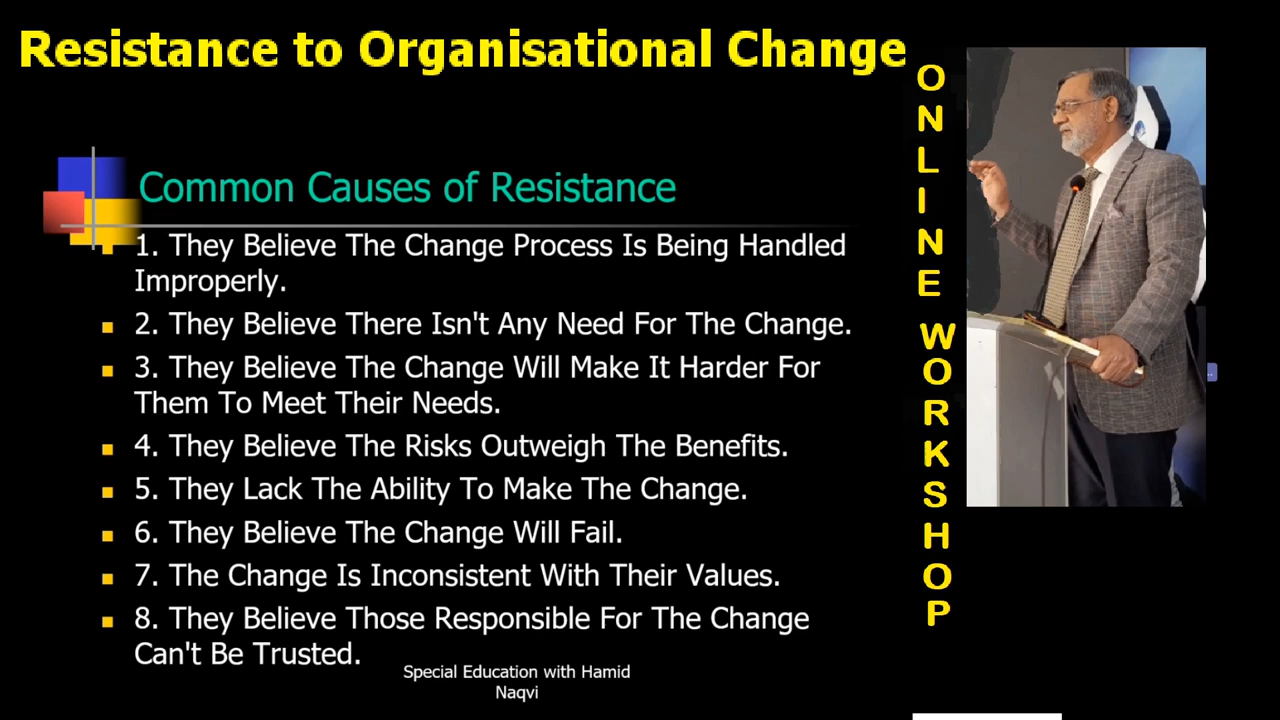 Resistance to Organisational Change
Common Causes of Resistance
1. They Believe The Change Process Is Being Handled
Improperly.
2. They Believe There Isn't Any Need For The Change.
3. They Believe The Change Will Make It Harder For
Them To Meet Their Needs.
4. They Believe The Risks Outweigh The Benefits.
5. They Lack The Ability To Make The Change.
6. They Believe The Change Will Fail.
7. The Change Is Inconsistent With Their Values.
8. They Believe Those Responsible For The Change
Can't Be Trusted.
Special Education with Hamid
Naqvi
ONLINE WORKSHOP